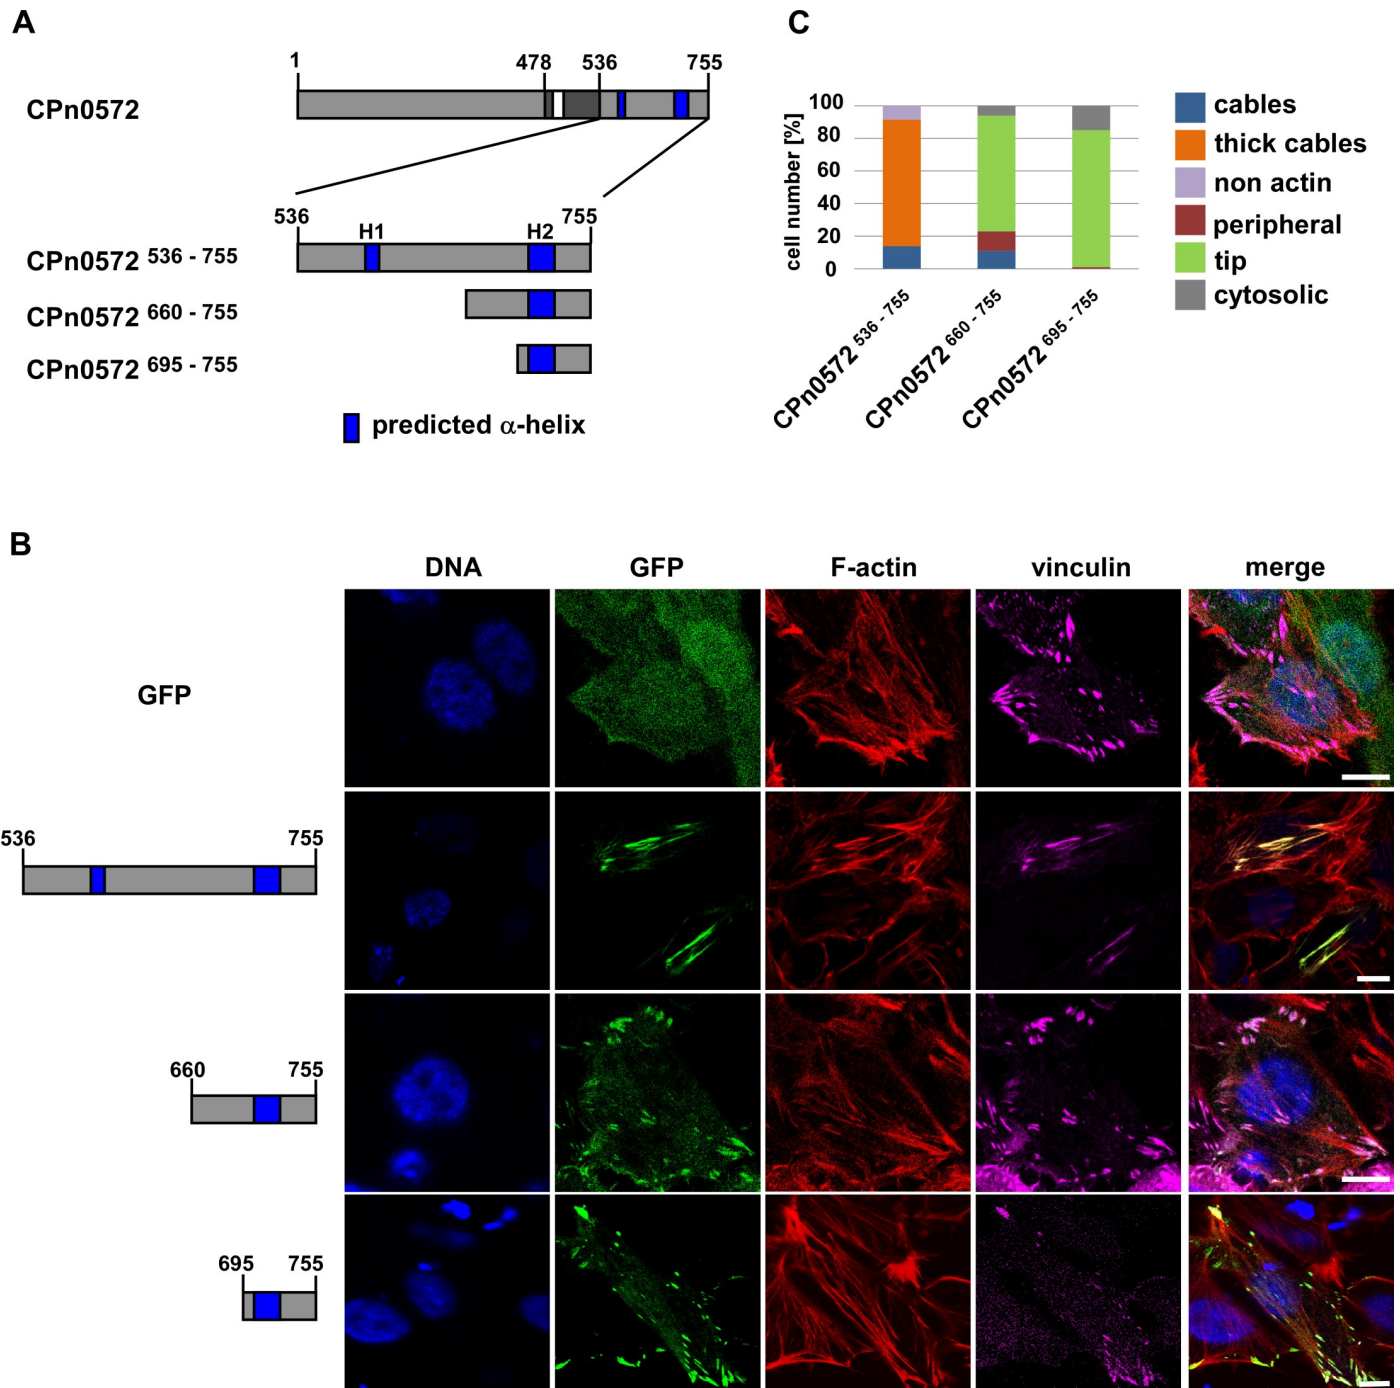 A
1 478 536 755
CPn0572
536 755
H1 H2
CPn0572 536 - 755
CPn0572 660 - 755
CPn0572 695 - 755
predicted α-helix
C
cell number [%]
100
80
60
40
20
0
CPn0572 536 - 755
CPn0572 660 - 755
CPn0572 695 - 755
cables
thick cables
non actin
peripheral
tip
cytosolic
B
DNA GFP F-actin vinculin merge
GFP
536 755
660 755
695 755